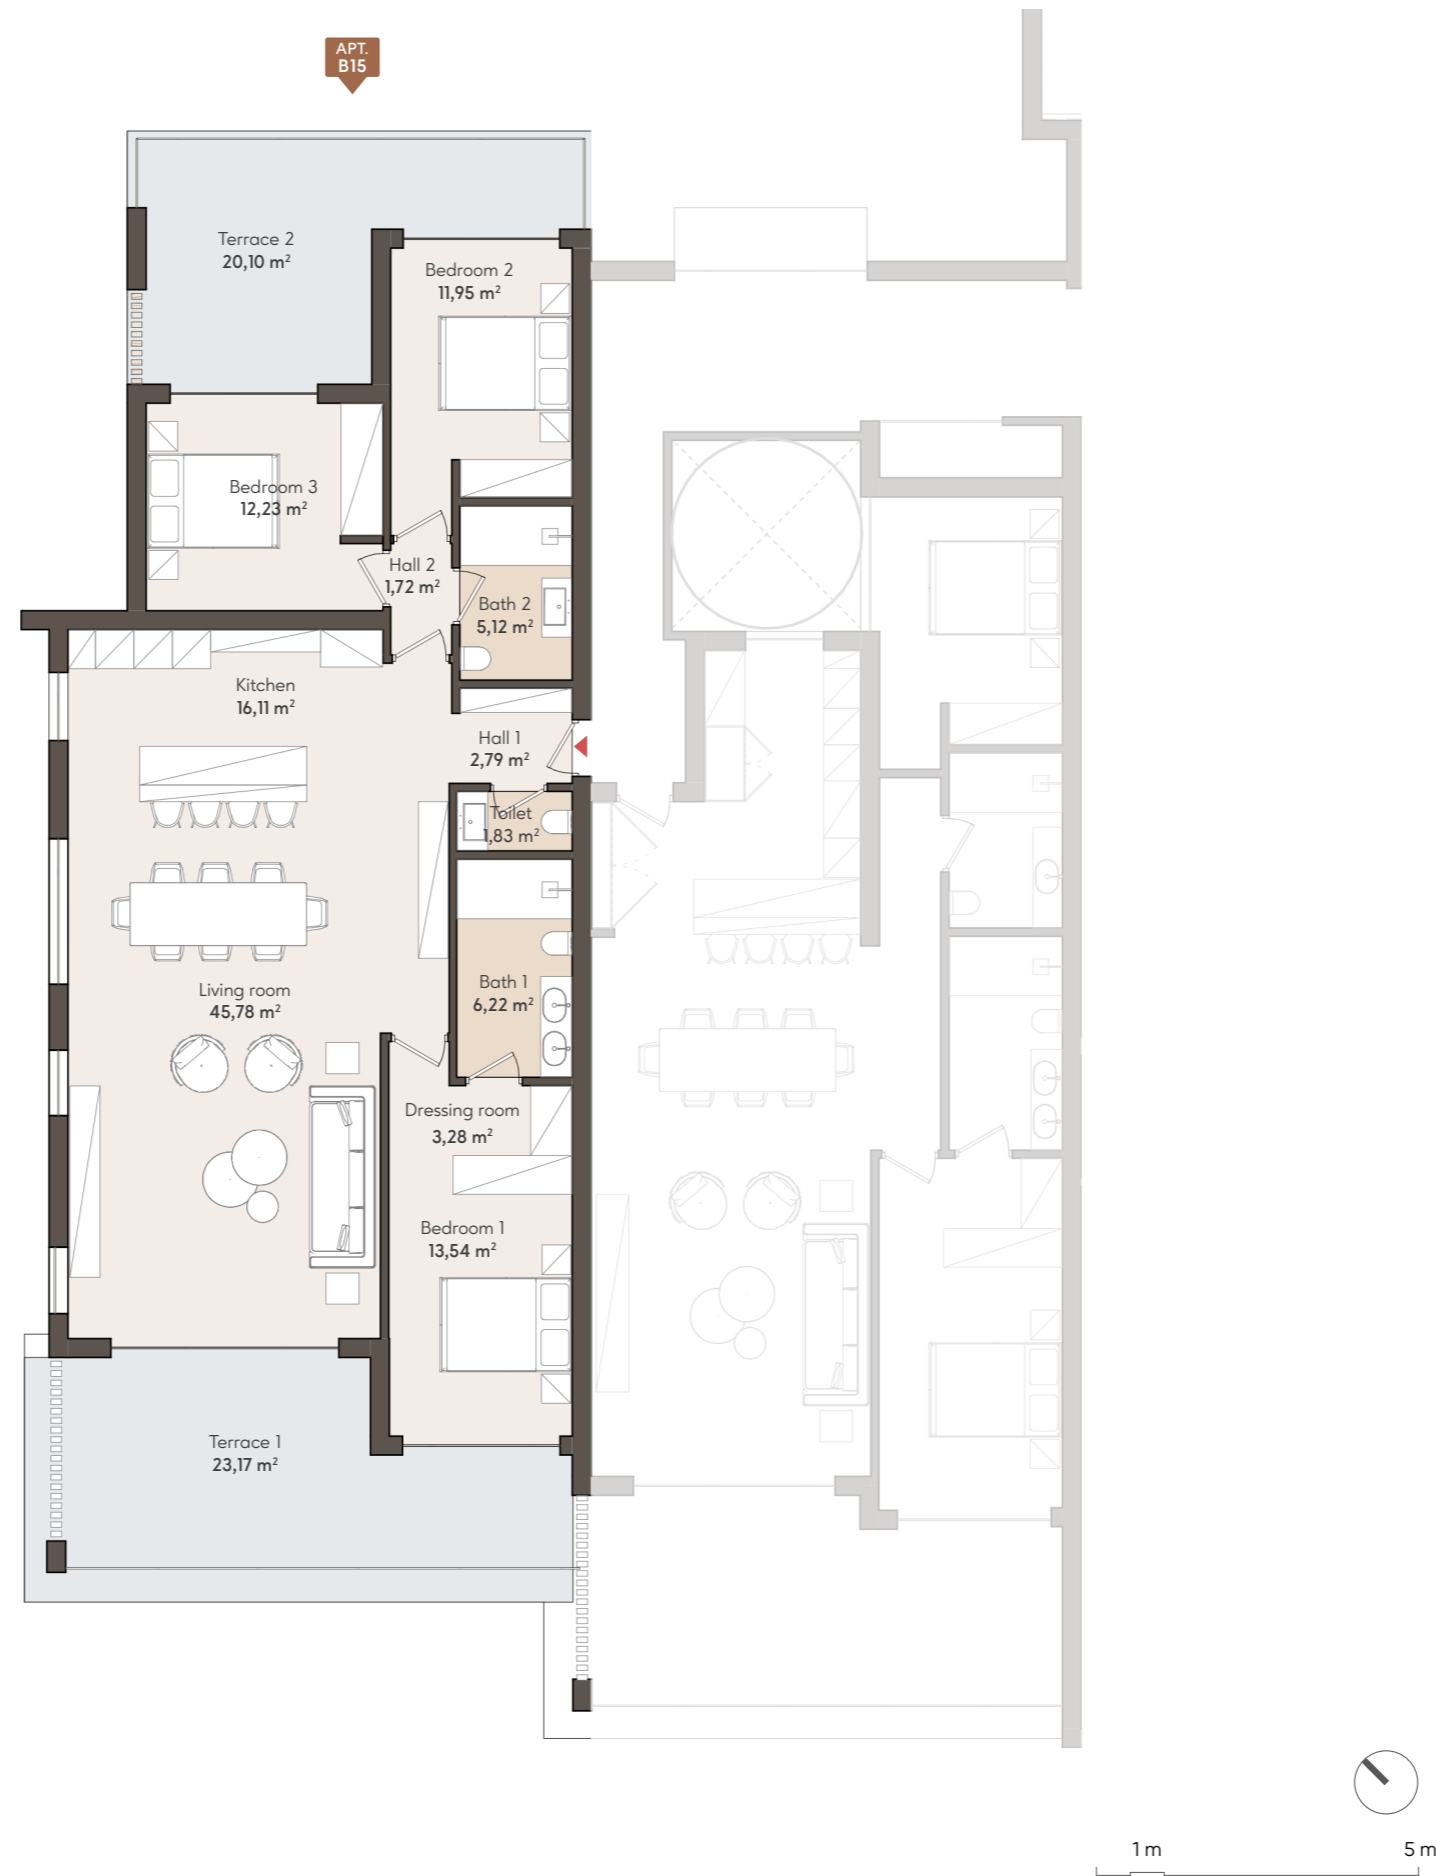 APT.
B15
Terrace 2
20,10 m²
Bedroom 2
11,95 m²
Bedroom 3
12,23 m²
Hall 2
1,72 m²
Bath 2
5,12 m²
Kitchen
16,11 m²
Hall 1
2,79 m²
Toilet
1,83 m²
Living room
45,78 m²
Bath 1
6,22 m²
Dressing room
3,28 m²
Bedroom 1
13,54 m²
Terrace 1
23,17 m²
1 m
5 m